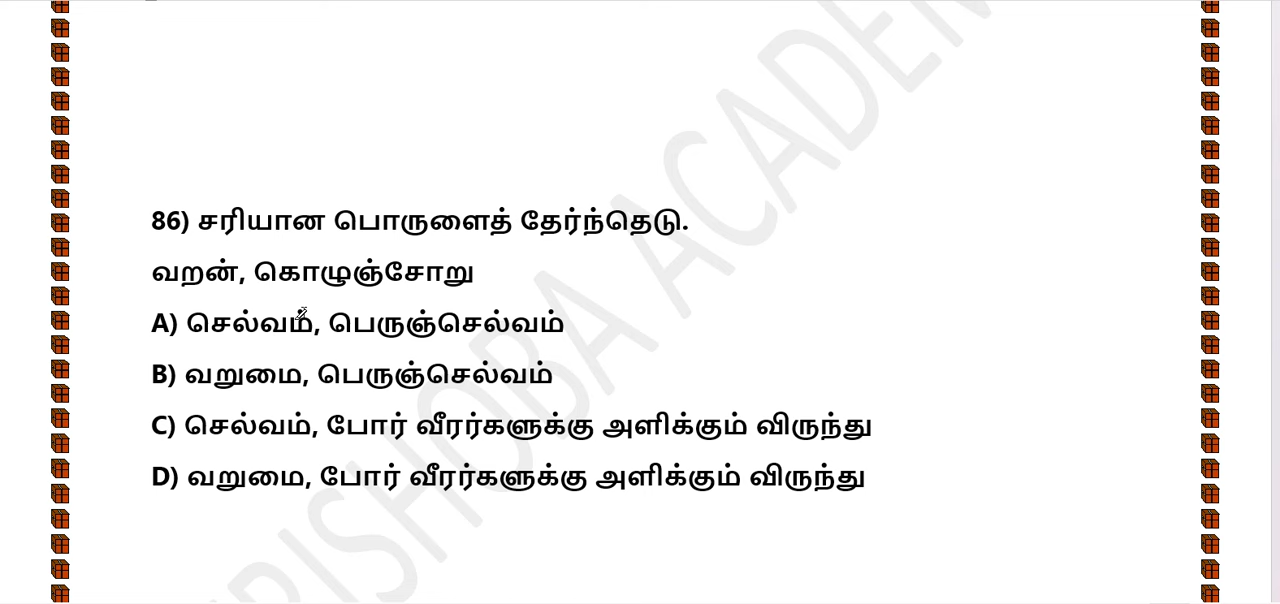 86) சரியான பொருளைத் தேர்ந்தெடு.
வறன், கொழுஞ்சோறு
A) செல்வம், பெருஞ்செல்வம்
B) வறுமை, பெருஞ்செல்வம்
C) செல்வம், போர் வீரர்களுக்கு அளிக்கும் விருந்து
D) வறுமை, போர் வீரர்களுக்கு அளிக்கும் விருந்து